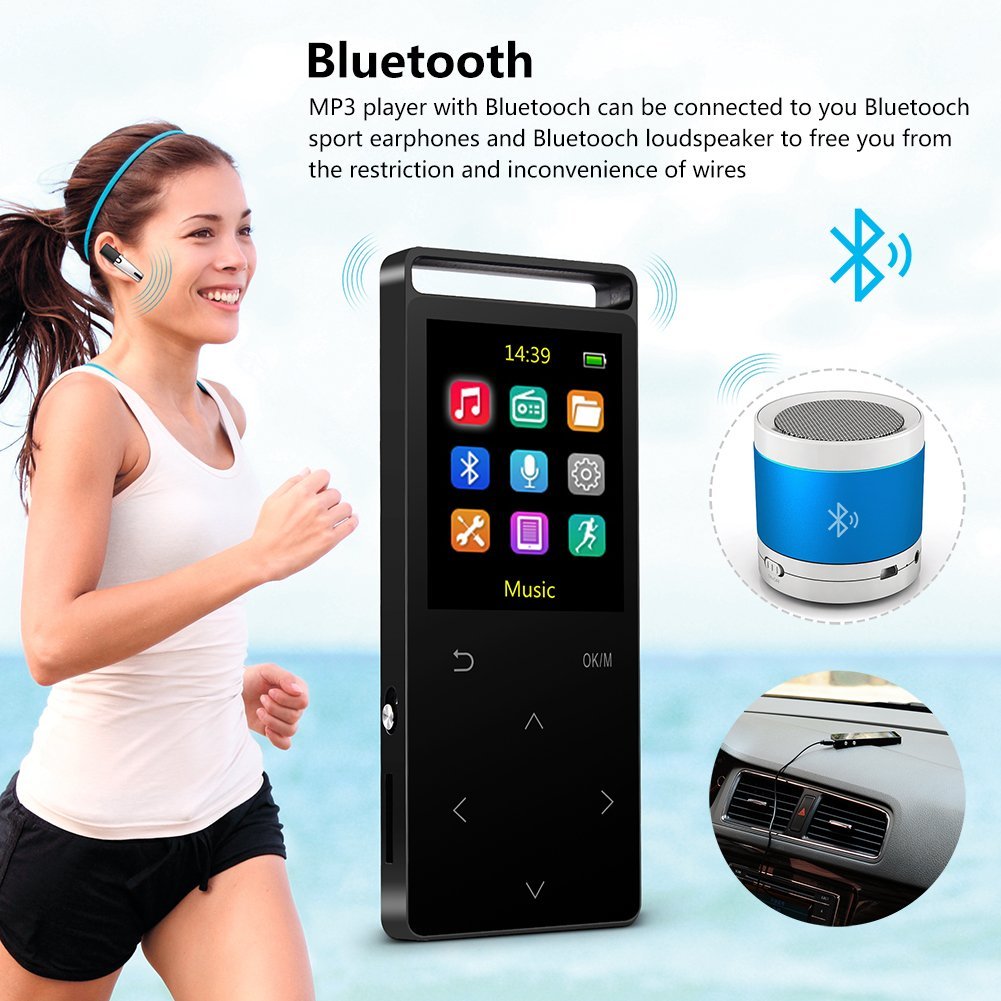 Bluetooth
MP3 player with Bluetooch can be connected to you Bluetooch
sport earphones and Bluetooch loudspeaker to free you from
the restriction and inconvenience of wires
14:39
Music
OK/M